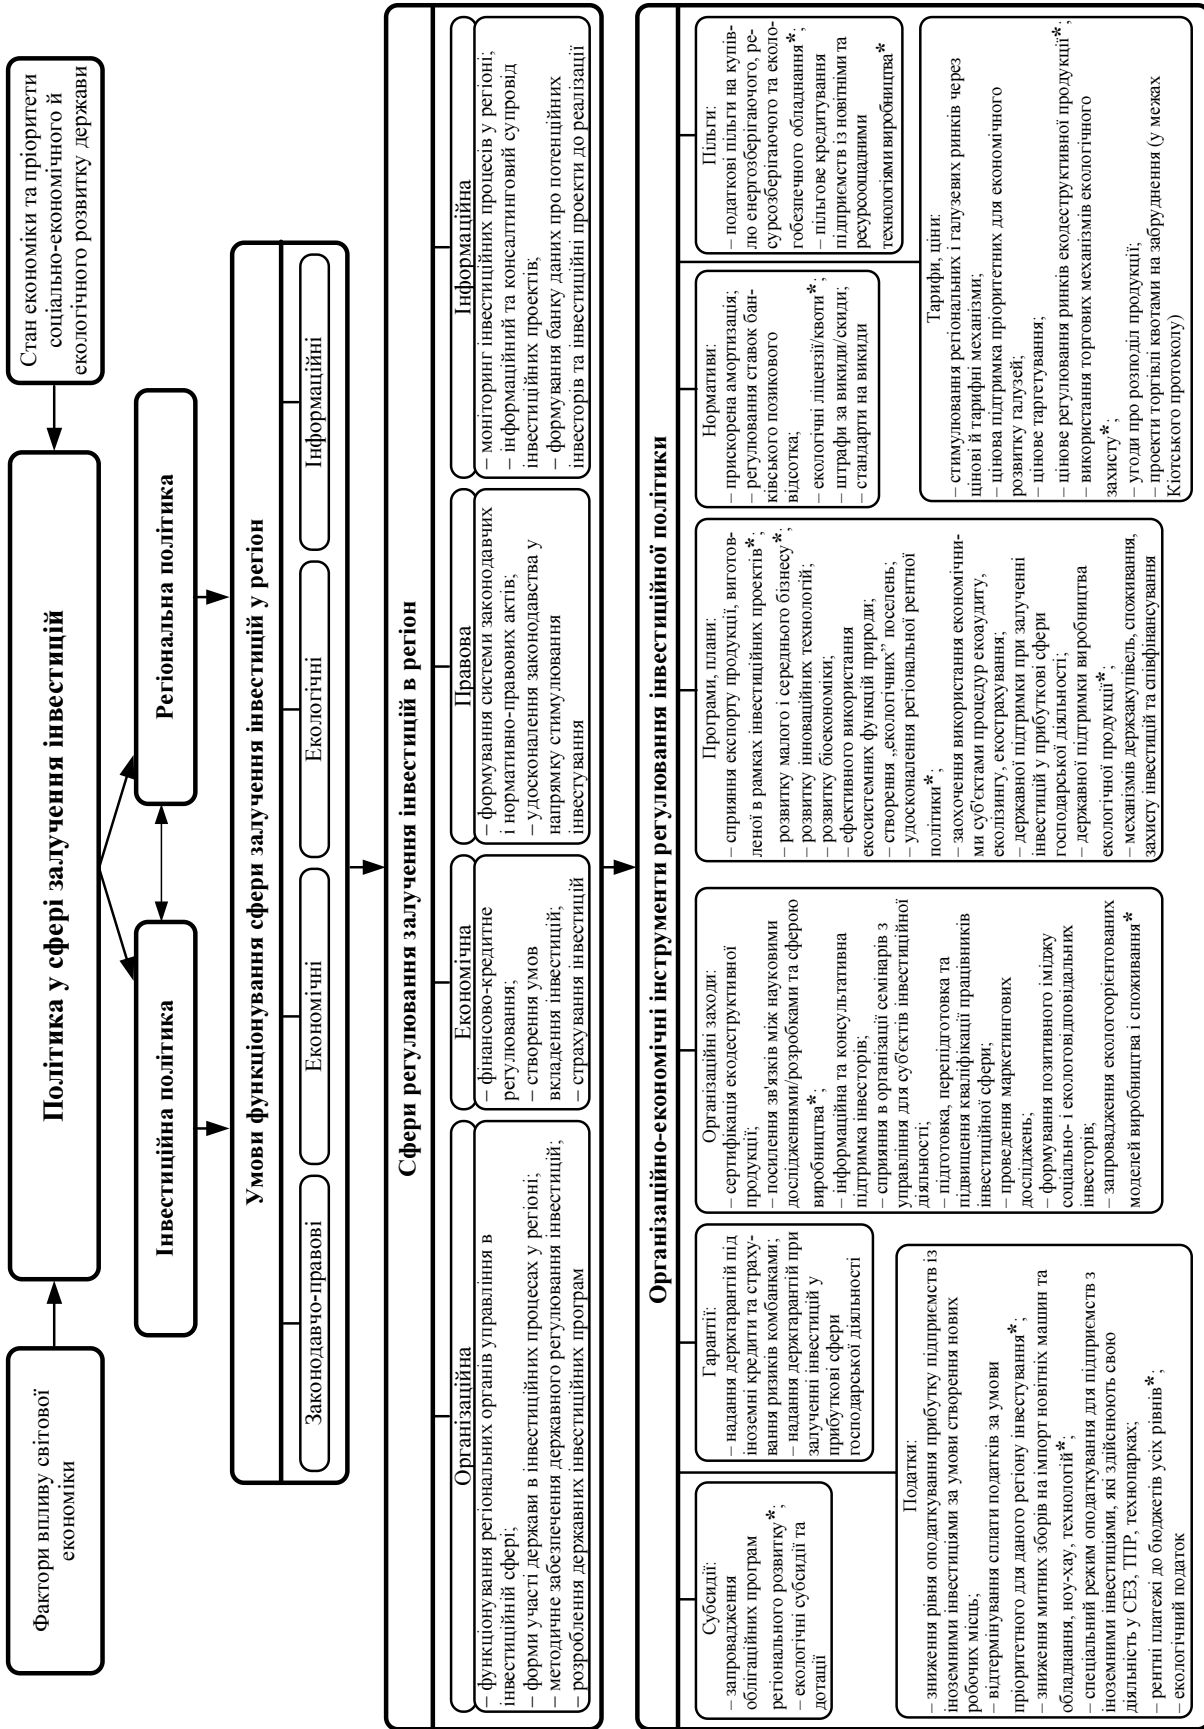 Фактори впливу світової
економіки
Політика у сфері залучення інвестицій
Стан економіки та пріоритети
соціально-економічного й
екологічного розвитку держави
Інвестиційна політика
Регіональна політика
Умови функціонування сфери залучення інвестицій у регіон
Законодавчо-правові
Економічні
Екологічні
Інформаційні
Сфери регулювання залучення інвестицій в регіон
Організаційна
– функціонування регіональних органів управління в
інвестиційній сфері;
– форми участі держави в інвестиційних процесах у регіоні;
– методичне забезпечення державного регулювання інвестицій;
– розроблення державних інвестиційних програм
Економічна
– фінансово-кредитне
регулювання;
– створення умов
вкладення інвестицій;
– страхування інвестицій
Правова
– формування системи законодавчих
і нормативно-правових актів;
– удосконалення законодавства у
напрямку стимулювання
інвестування
Інформаційна
– моніторинг інвестиційних процесів у регіоні;
– інформаційний та консалтинговий супровід
інвестиційних проектів;
– формування банку даних про потенційних
інвесторів та інвестиційні проекти до реалізації
Організаційно-економічні інструменти регулювання інвестиційної політики
Субсидії:
– запровадження
облігаційних програм
регіонального розвитку*;
– екологічні субсидії та
дотації
Гарантії:
– надання держгарантій під
іноземні кредити та страху-
вання ризиків комбанками;
– надання держгарантій при
залученні інвестицій у
прибуткові сфери
господарської діяльності
Організаційні заходи:
– сертифікація екодеструктивної
продукції;
– посилення зв'язків між науковими
дослідженнями/розробками та сферою
виробництва*;
– інформаційна та консультативна
підтримка інвесторів;
– сприяння в організації семінарів з
управління для суб'єктів інвестиційної
діяльності;
– підготовка, перепідготовка та
підвищення кваліфікації працівників
інвестиційної сфери;
– проведення маркетингових
досліджень;
– формування позитивного іміджу
соціально- і екологовідповідальних
інвесторів;
– запровадження екологоорієнтованих
моделей виробництва і споживання*
Програми, плани:
– сприяння експорту продукції, виготов-
леної в рамках інвестиційних проектів*;
– розвитку малого і середнього бізнесу*;
– розвитку інноваційних технологій;
– розвитку біоекономіки;
– ефективного використання
екосистемних функцій природи;
– створення „екологічних” поселень;
– удосконалення регіональної рентної
політики*;
– заохочення використання економічни-
ми суб'єктами процедур екоаудиту,
еколізингу, екострахування;
– державної підтримки при залученні
інвестицій у прибуткові сфери
господарської діяльності;
– державної підтримки виробництва
екологічної продукції*;
– механізмів держзакупівель, споживання,
захисту інвестицій та співфінансування
Нормативи:
– прискорена амортизація;
– регулювання ставок бан-
ківського позикового
відсотка;
– екологічні ліцензії/квоти*;
– штрафи за викиди/скиди;
– стандарти на викиди
Пільги:
– податкові пільги на купів-
лю енергозберігаючого, ре-
сурсозберігаючого та еколо-
гобезпечного обладнання*;
– пільгове кредитування
підприємств із новітніми та
ресурсоощадними
технологіями виробництва*
Податки:
– зниження рівня оподаткування прибутку підприємств із
іноземними інвестиціями за умови створення нових
робочих місць;
– відтермінування сплати податків за умови
пріоритетного для даного регіону інвестування*;
– зниження митних зборів на імпорт новітніх машин та
обладнання, ноу-хау, технологій*;
– спеціальний режим оподаткування для підприємств з
іноземними інвестиціями, які здійснюють свою
діяльність у СЕЗ, ТПР, технопарках;
– рентні платежі до бюджетів усіх рівнів*;
– екологічний податок
Тарифи, ціни:
– стимулювання регіональних і галузевих ринків через
цінові й тарифні механізми;
– цінова підтримка пріоритетних для економічного
розвитку галузей;
– цінове таргетування;
– цінове регулювання ринків екодеструктивної продукції*;
– використання торгових механізмів екологічного
захисту*;
– угоди про розподіл продукції;
– проекти торгівлі квотами на забруднення (у межах
Кіотського протоколу)